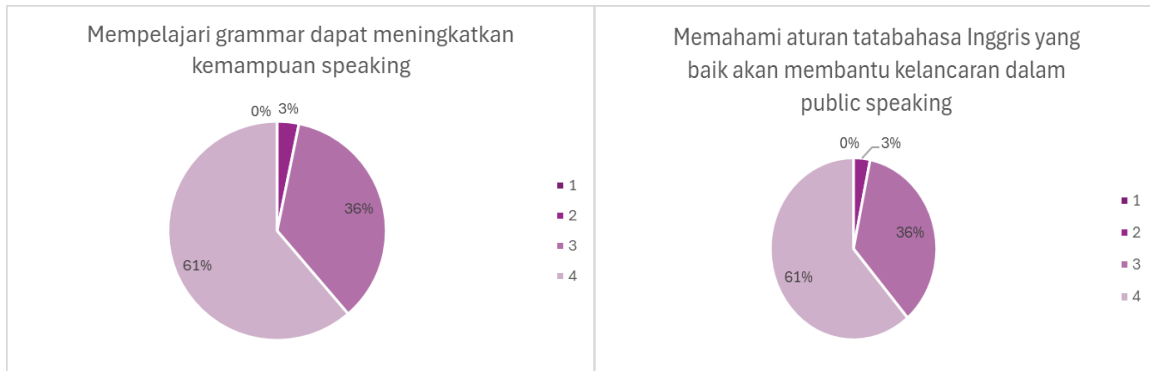 Mempelajari grammar dapat meningkatkan
kemampuan speaking
0% 3%
36%
61%
1
2
3
4
Memahami aturan tatabahasa Inggris yang
baik akan membantu kelancaran dalam
public speaking
0% 3%
36%
61%
1
2
3
4